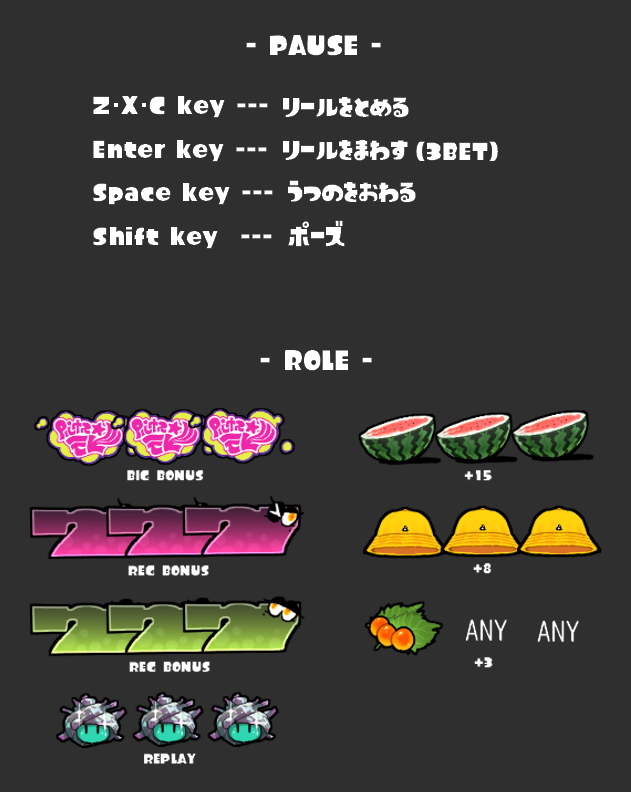 - PAUSE -
Z·X·C key --- リールをとめる
Enter key --- リールをまわす (3BET)
Space key --- うつのをおわる
Shift key --- ポーズ
- ROLE -
BIG BONUS
+15
777
REG BONUS
+8
777
REG BONUS
ANY ANY
+3
REPLAY